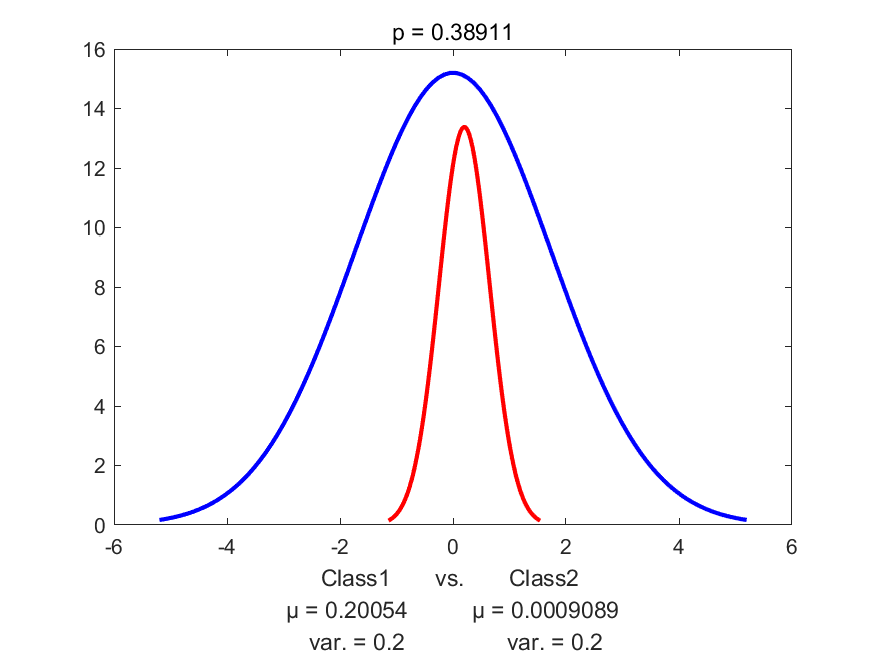 p = 0.38911
16
14
12
10
8
6
4
2
0
-6 -4 -2 0 2 4 6
Class1 vs. Class2
μ = 0.20054 μ = 0.0009089
var. = 0.2 var. = 0.2